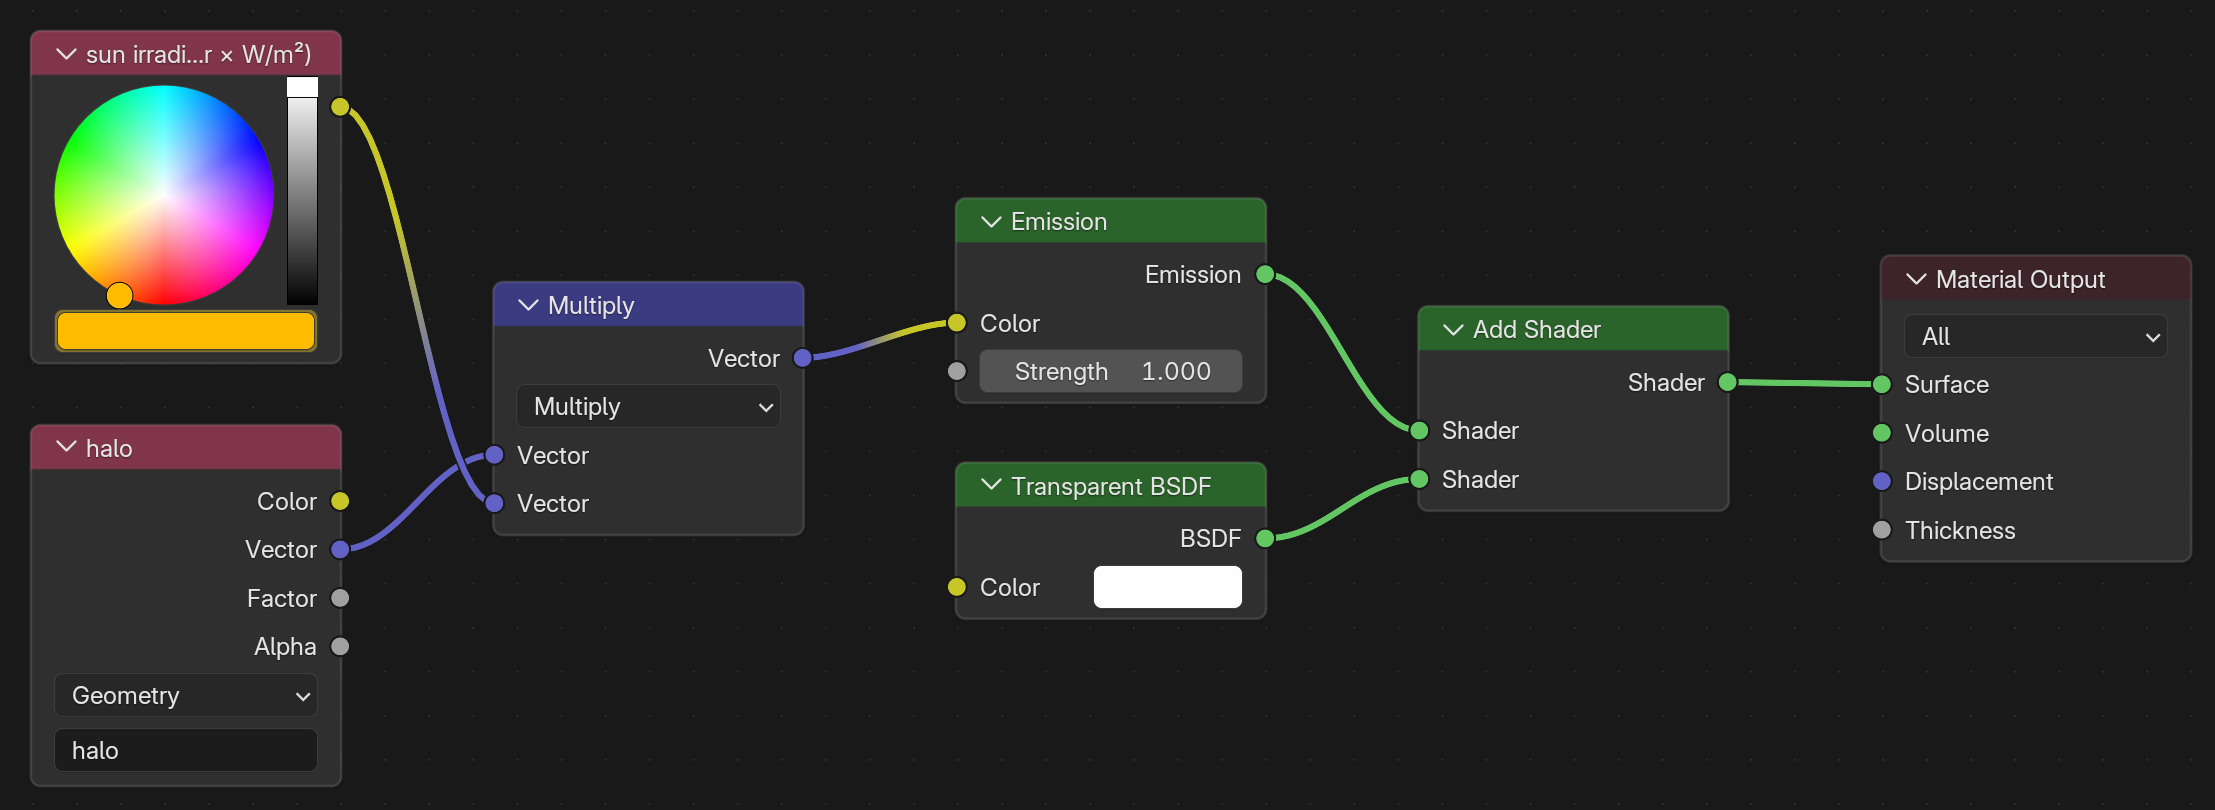 sun irradi...r × W/m²)
halo
Color
Vector
Factor
Alpha
Geometry
halo
Multiply
Vector
Multiply
Vector
Vector
Emission
Emission
Color
Strength 1.000
Transparent BSDF
BSDF
Color
Add Shader
Shader
Shader
Shader
Material Output
All
Surface
Volume
Displacement
Thickness